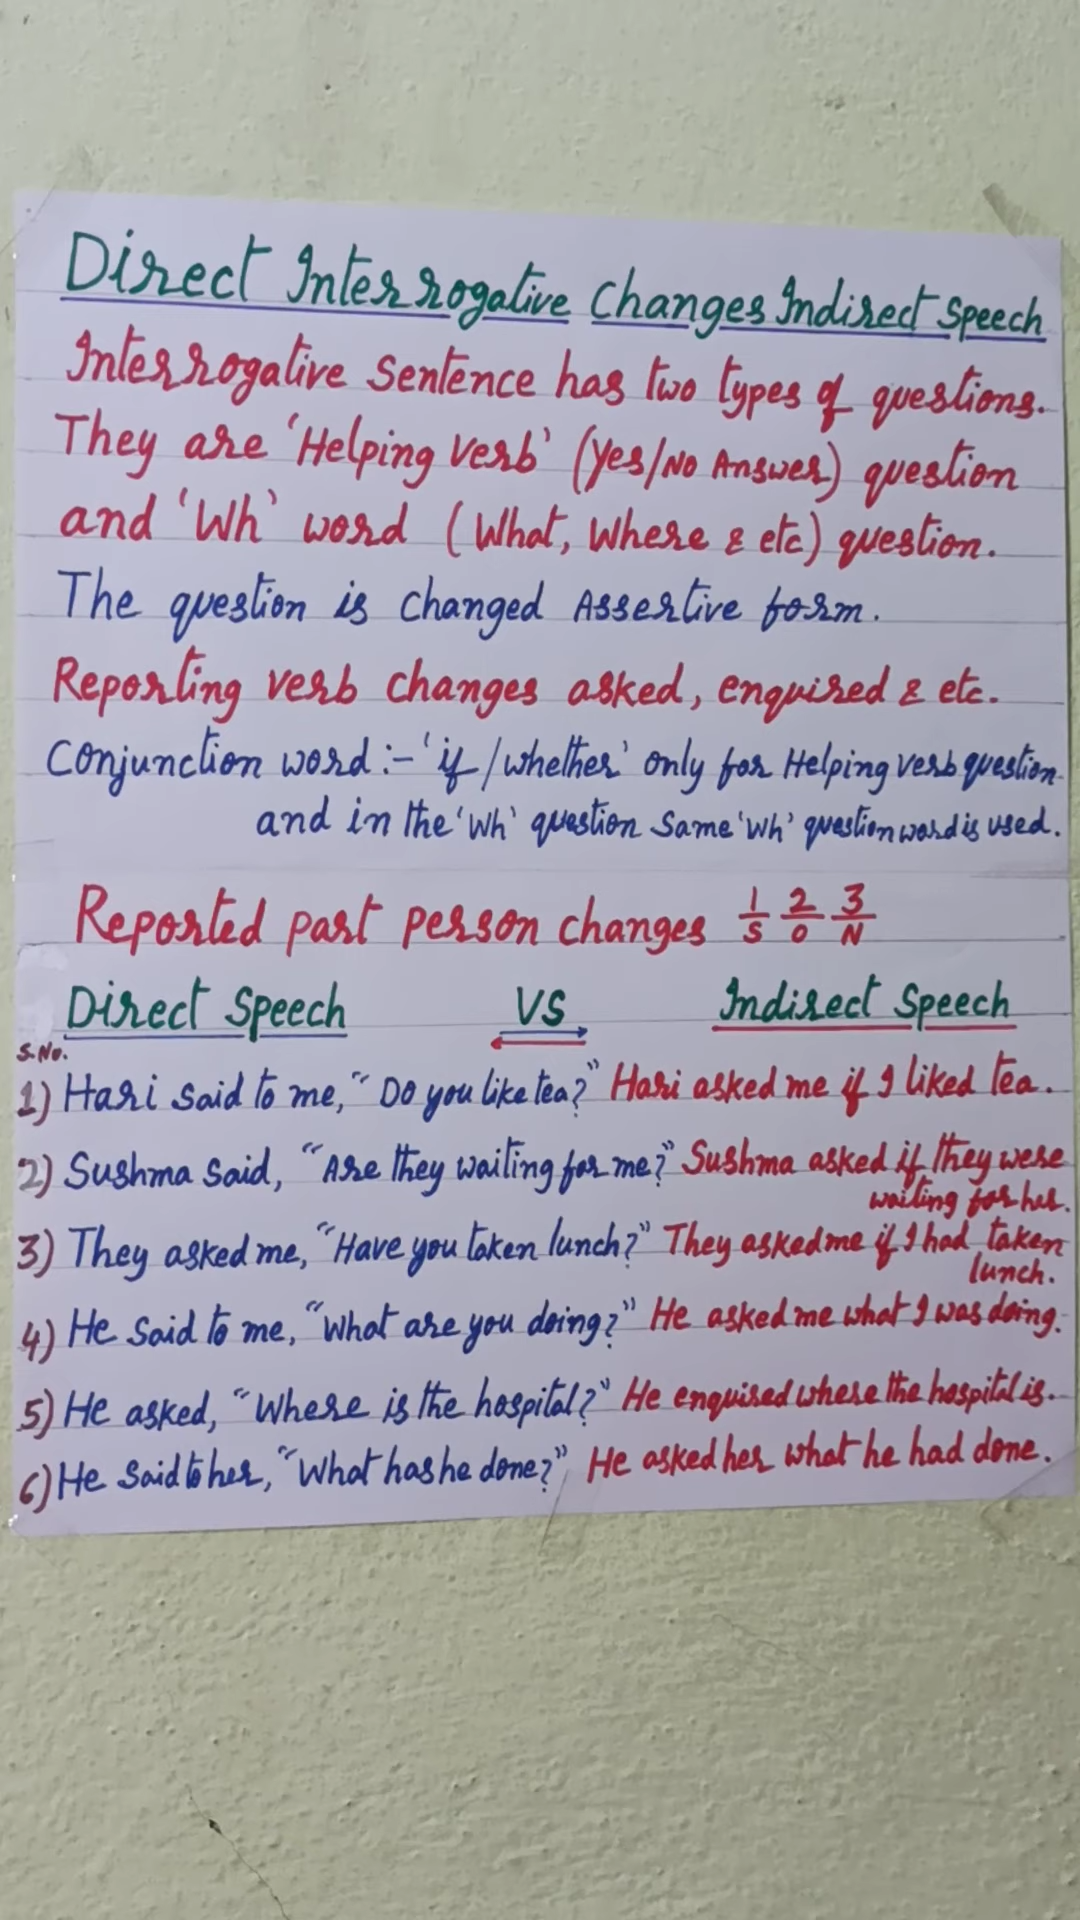 Direct Interrogative Changes Indirect Speech
Interrogative Sentence has two types of questions.
They are 'Helping Verb' (Yes/No Answer) question
and 'Wh' word (What, Where & etc) question.
The question is changed Assertive form.
Reporting verb changes asked, enquired & etc.
Conjunction word :- 'if/whether' only for Helping verb question
and in the 'Wh' question Same 'Wh' question word is used.
Reported part person changes 1/S 2/O 3/N
Direct Speech VS Indirect Speech
S.No.
1) Hari said to me, "Do you like tea?" Hari asked me if I liked tea.
2) Sushma said, "Are they waiting for me?" Sushma asked if they were
waiting for her.
3) They asked me, "Have you taken lunch?" They asked me if I had taken
lunch.
4) He said to me, "What are you doing?" He asked me what I was doing.
5) He asked, "Where is the hospital?" He enquired where the hospital is.
6) He said to her, "What has he done?" He asked her what he had done.